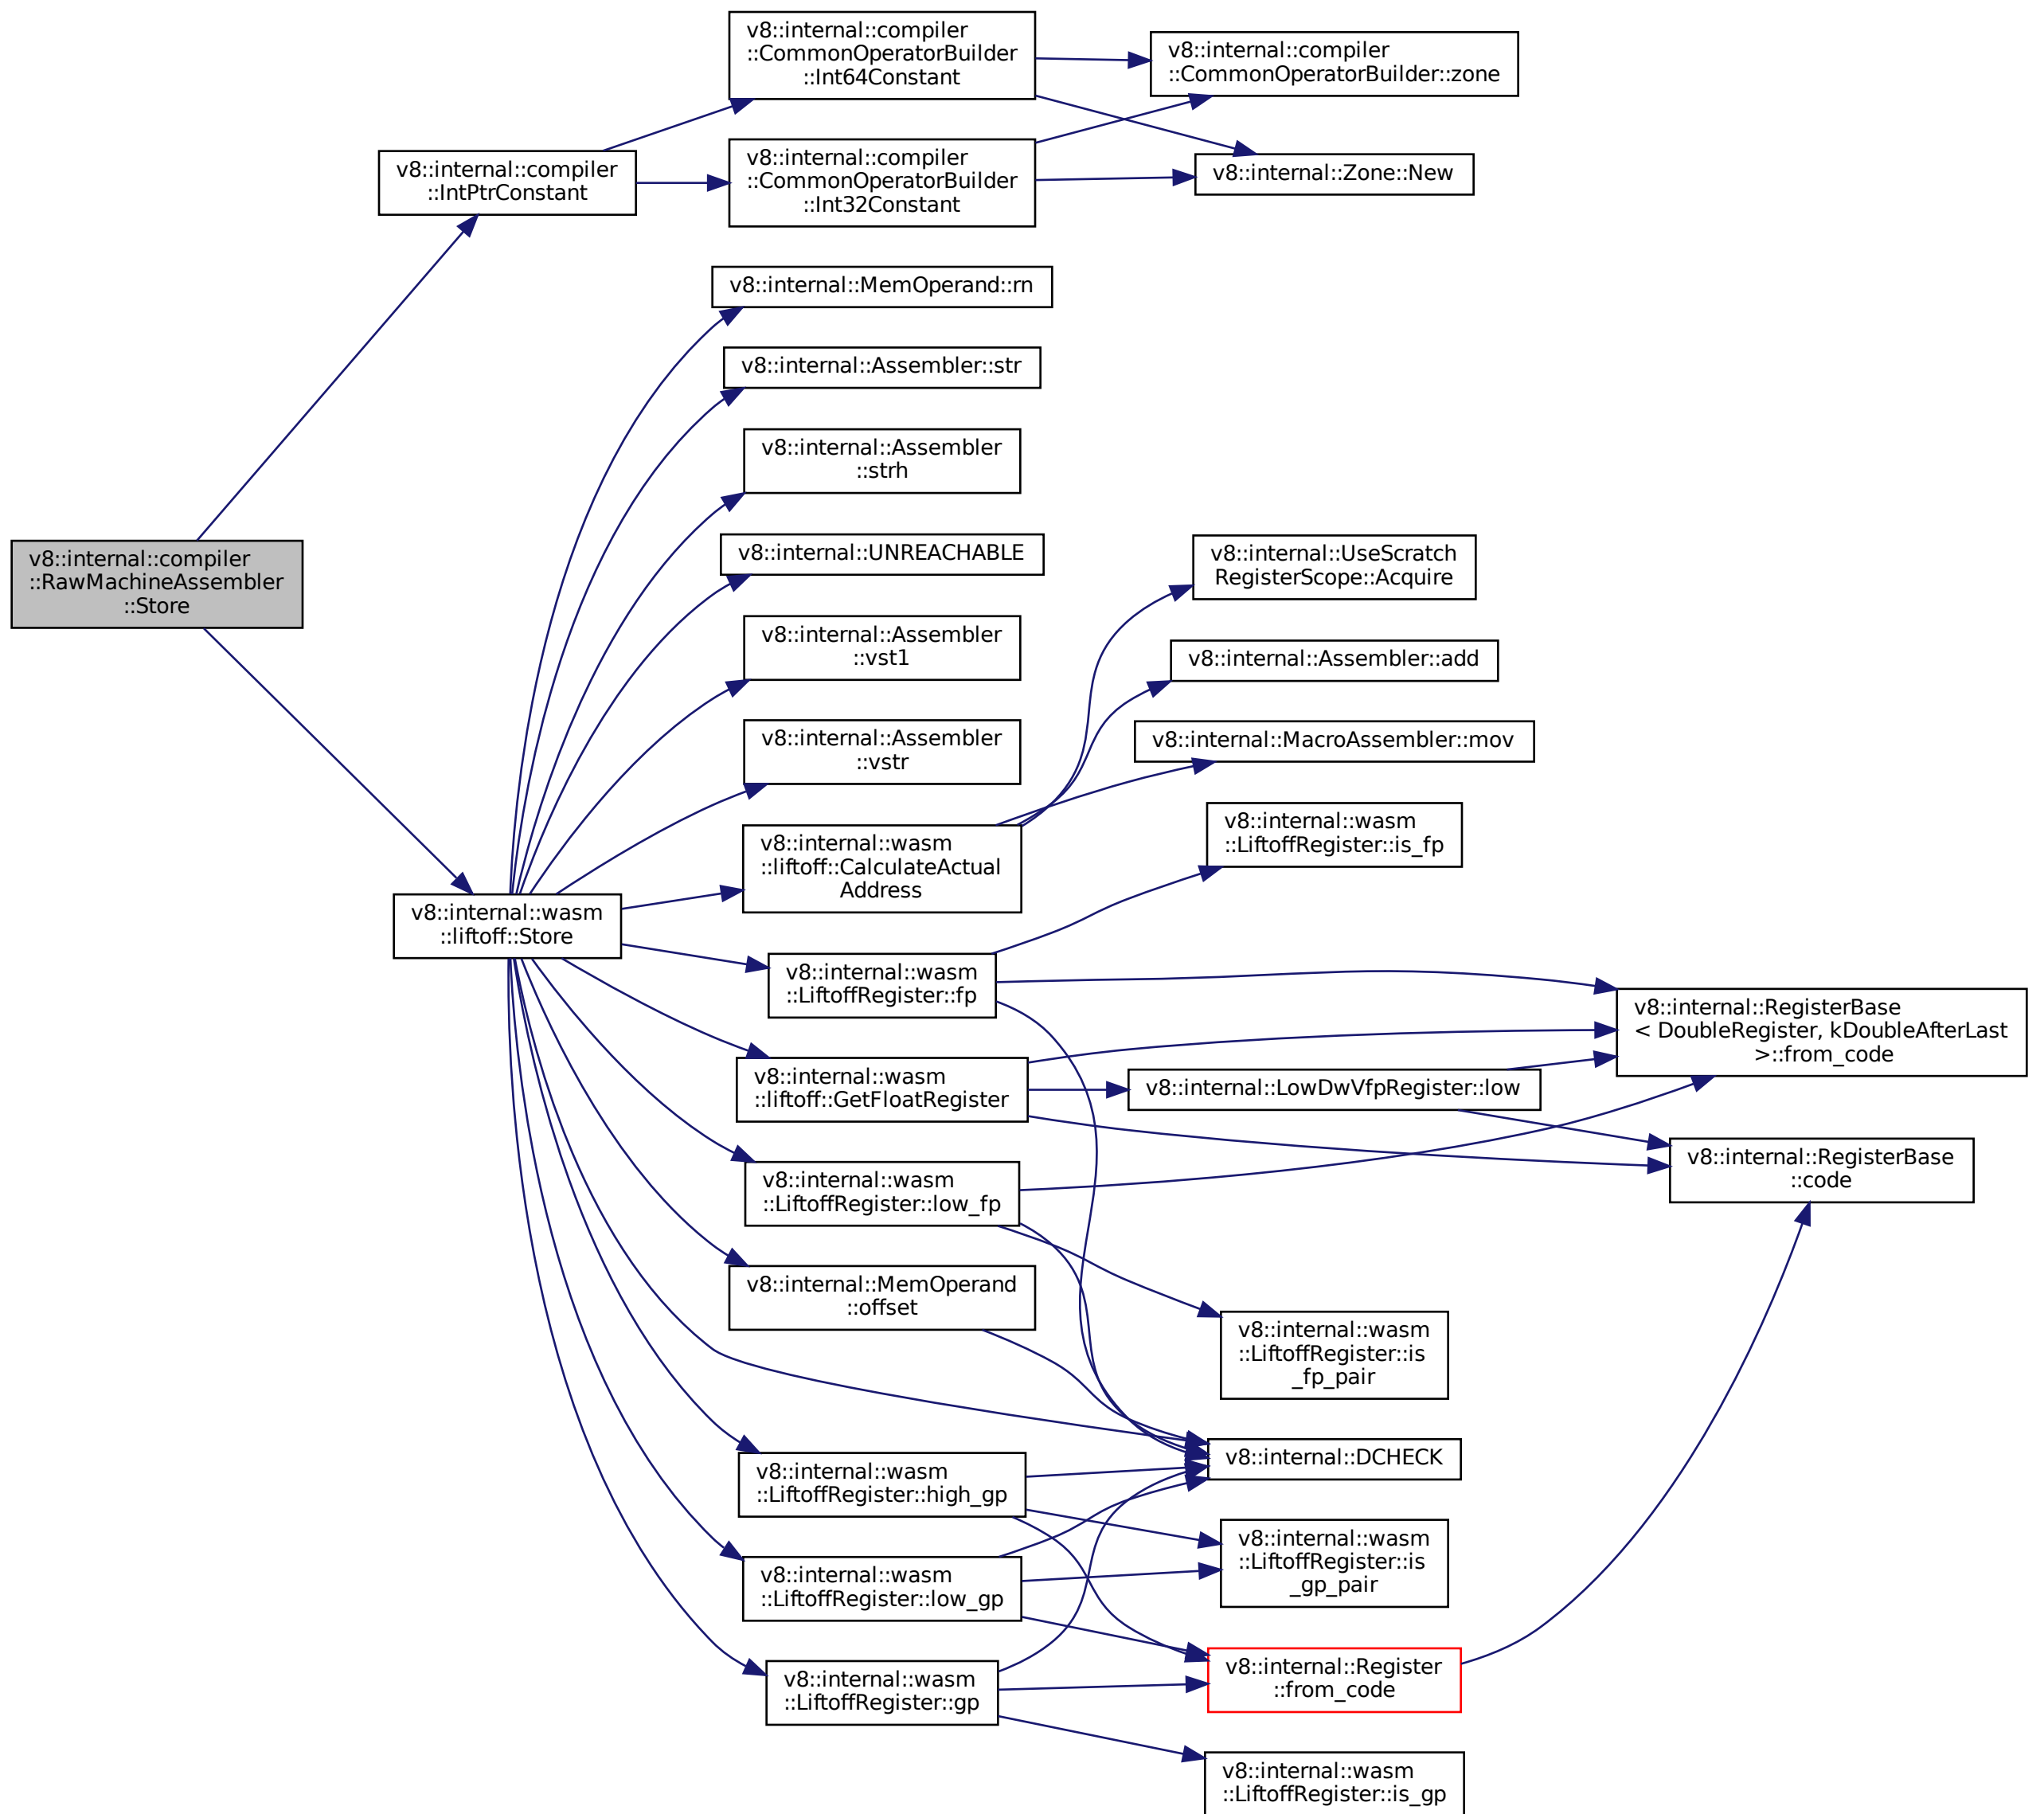 v8::internal::compiler
::RawMachineAssembler
::Store
v8::internal::compiler
::IntPtrConstant
v8::internal::compiler
::CommonOperatorBuilder
::Int64Constant
v8::internal::compiler
::CommonOperatorBuilder
::Int32Constant
v8::internal::compiler
::CommonOperatorBuilder::zone
v8::internal::Zone::New
v8::internal::wasm
::liftoff::Store
v8::internal::MemOperand::rn
v8::internal::Assembler::str
v8::internal::Assembler
::strh
v8::internal::UNREACHABLE
v8::internal::Assembler
::vst1
v8::internal::Assembler
::vstr
v8::internal::wasm
::liftoff::CalculateActual
Address
v8::internal::UseScratch
RegisterScope::Acquire
v8::internal::Assembler::add
v8::internal::MacroAssembler::mov
v8::internal::wasm
::LiftoffRegister::fp
v8::internal::wasm
::LiftoffRegister::is_fp
v8::internal::RegisterBase
< DoubleRegister, kDoubleAfterLast
>::from_code
v8::internal::wasm
::liftoff::GetFloatRegister
v8::internal::LowDwVfpRegister::low
v8::internal::RegisterBase
::code
v8::internal::wasm
::LiftoffRegister::low_fp
v8::internal::wasm
::LiftoffRegister::is
_fp_pair
v8::internal::MemOperand
::offset
v8::internal::DCHECK
v8::internal::wasm
::LiftoffRegister::high_gp
v8::internal::wasm
::LiftoffRegister::is
_gp_pair
v8::internal::wasm
::LiftoffRegister::low_gp
v8::internal::Register
::from_code
v8::internal::wasm
::LiftoffRegister::gp
v8::internal::wasm
::LiftoffRegister::is_gp